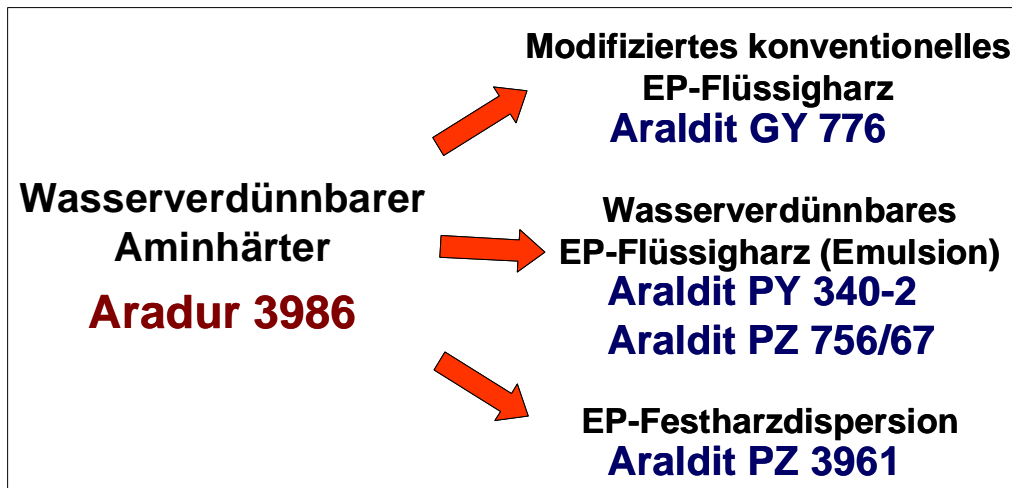 Wasserverdünnbarer
Aminhärter
Aradur 3986
Modifiziertes konventionelles
EP-Flüssigharz
Araldit GY 776
Wasserverdünnbares
EP-Flüssigharz (Emulsion)
Araldit PY 340-2
Araldit PZ 756/67
EP-Festharzdispersion
Araldit PZ 3961